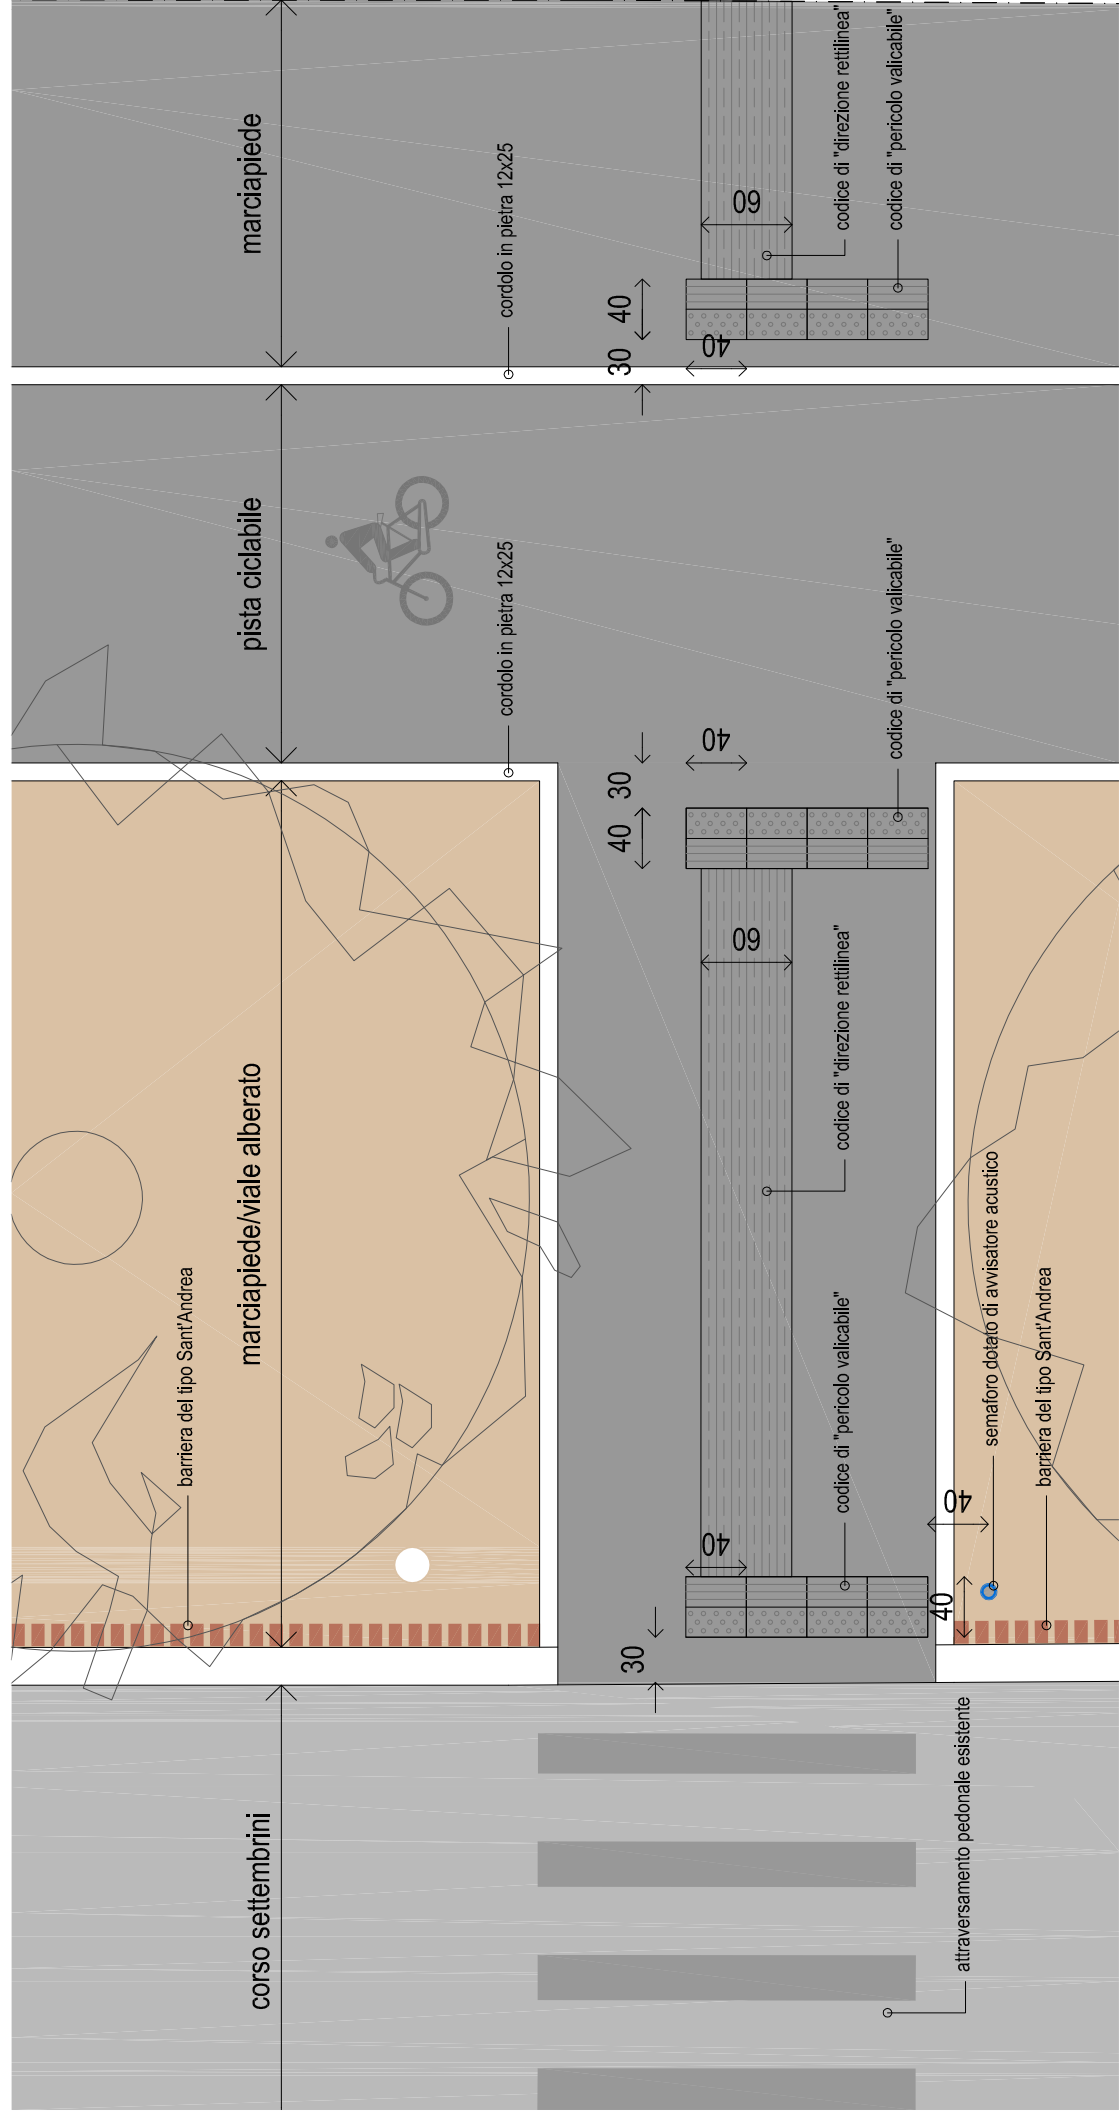 marciapiede
cordolo in pietra 12x25
codice di "direzione rettilinea"
codice di "pericolo valicabile"
60
40
40
30
pista ciclabile
cordolo in pietra 12x25
codice di "pericolo valicabile"
40
30
40
60
codice di "direzione rettilinea"
marciapiede/viale alberato
barriera del tipo Sant'Andrea
codice di "pericolo valicabile"
semaforo dotato di avvisatore acustico
barriera del tipo Sant'Andrea
40
40
40
30
corso settembrini
attraversamento pedonale esistente